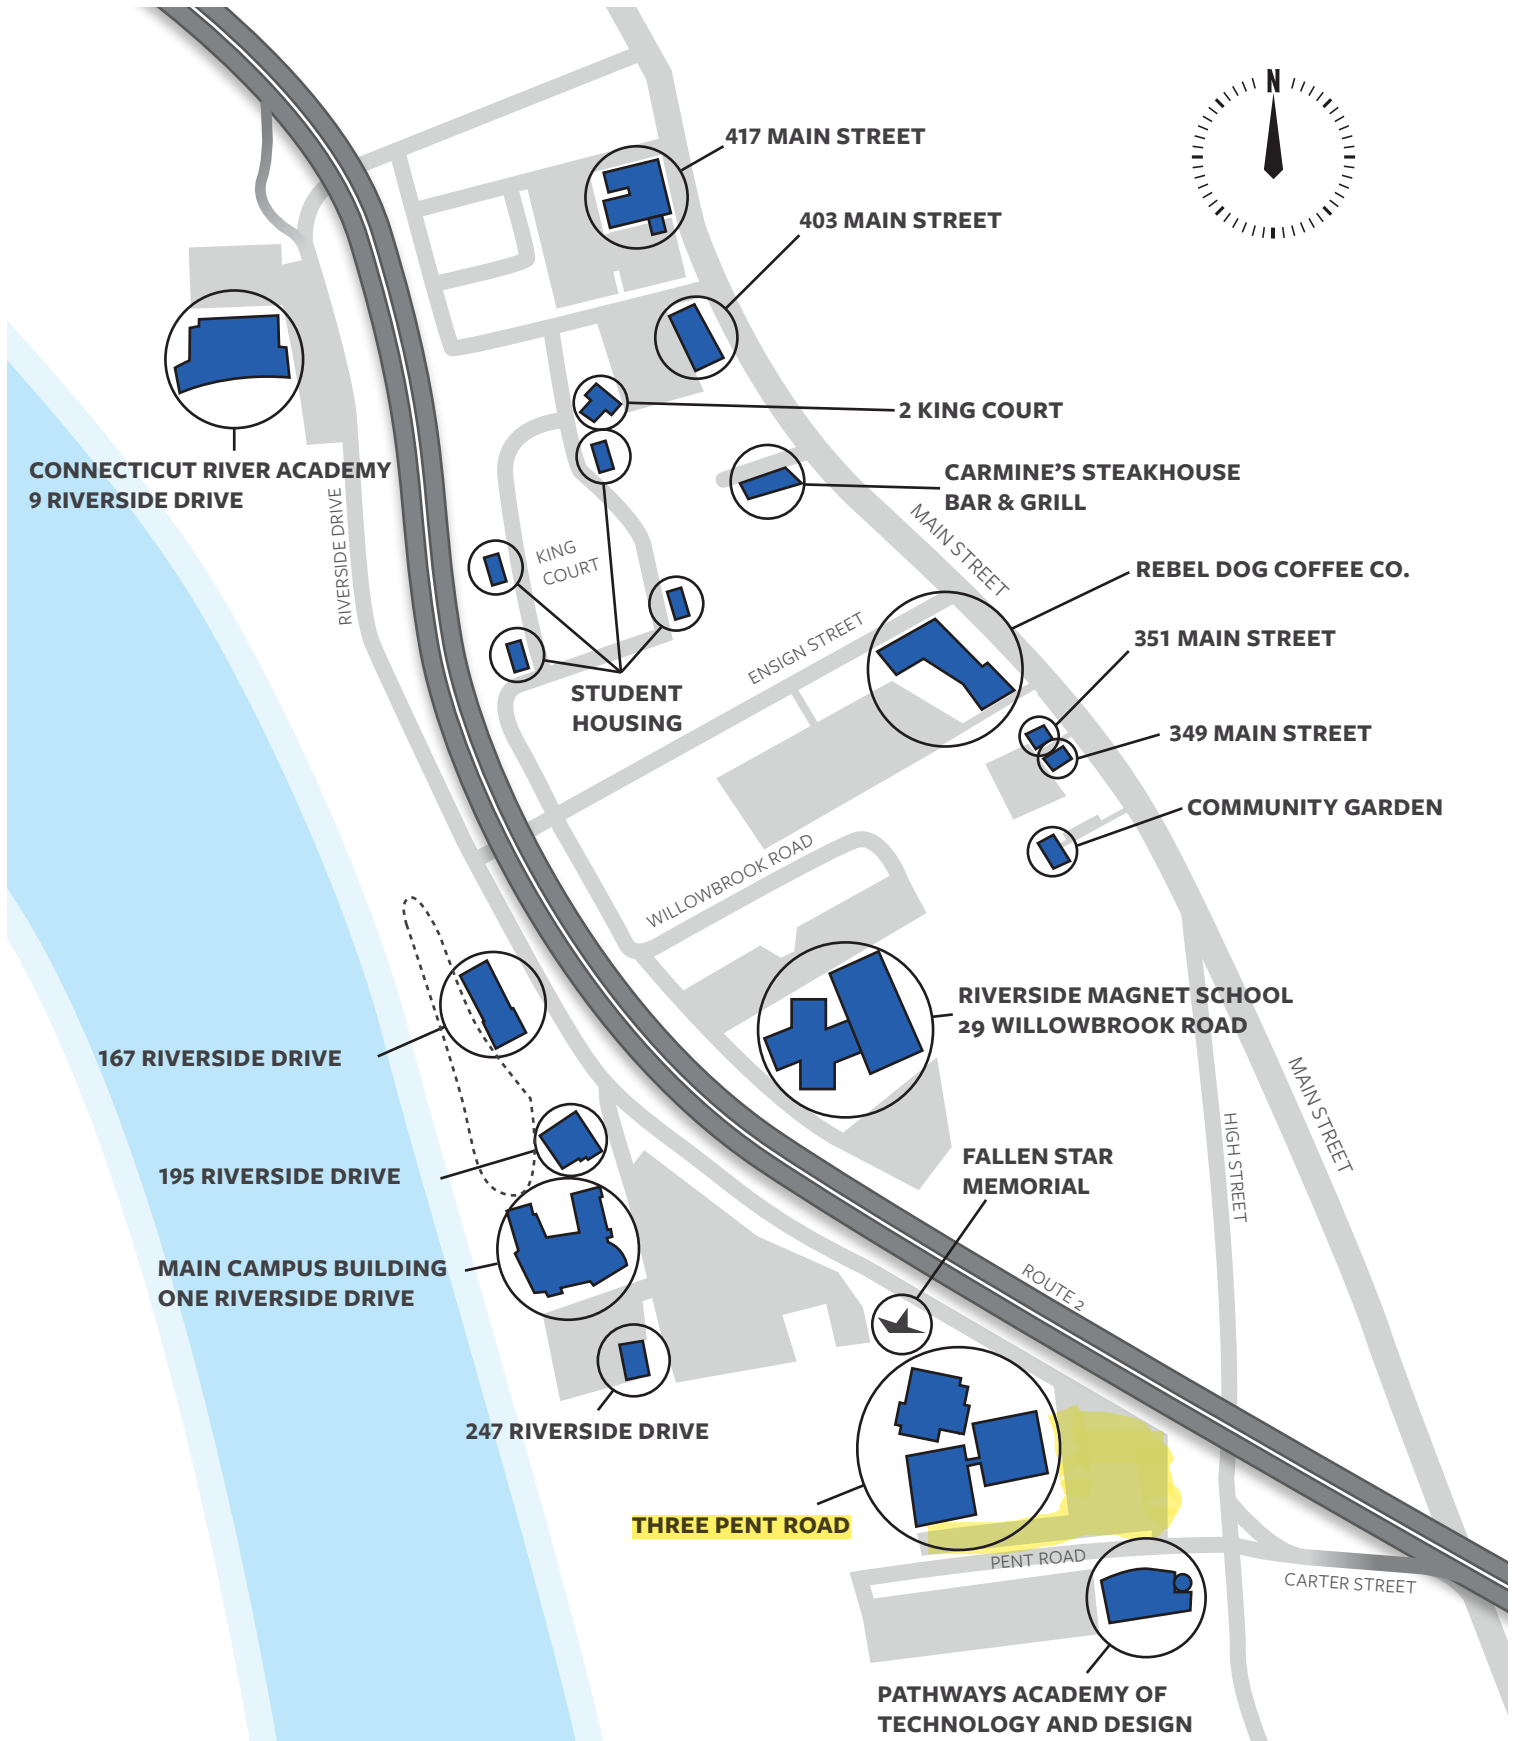 N
417 MAIN STREET
403 MAIN STREET
2 KING COURT
CONNECTICUT RIVER ACADEMY
9 RIVERSIDE DRIVE
CARMINE’S STEAKHOUSE
BAR & GRILL
RIVERSIDE DRIVE
MAIN STREET
KING
COURT
REBEL DOG COFFEE CO.
ENSIGN STREET
351 MAIN STREET
STUDENT
HOUSING
349 MAIN STREET
COMMUNITY GARDEN
WILLOWBROOK ROAD
RIVERSIDE MAGNET SCHOOL
29 WILLOWBROOK ROAD
167 RIVERSIDE DRIVE
MAIN STREET
HIGH STREET
FALLEN STAR
MEMORIAL
195 RIVERSIDE DRIVE
MAIN CAMPUS BUILDING
ONE RIVERSIDE DRIVE
ROUTE 2
247 RIVERSIDE DRIVE
THREE PENT ROAD
PENT ROAD
CARTER STREET
PATHWAYS ACADEMY OF
TECHNOLOGY AND DESIGN